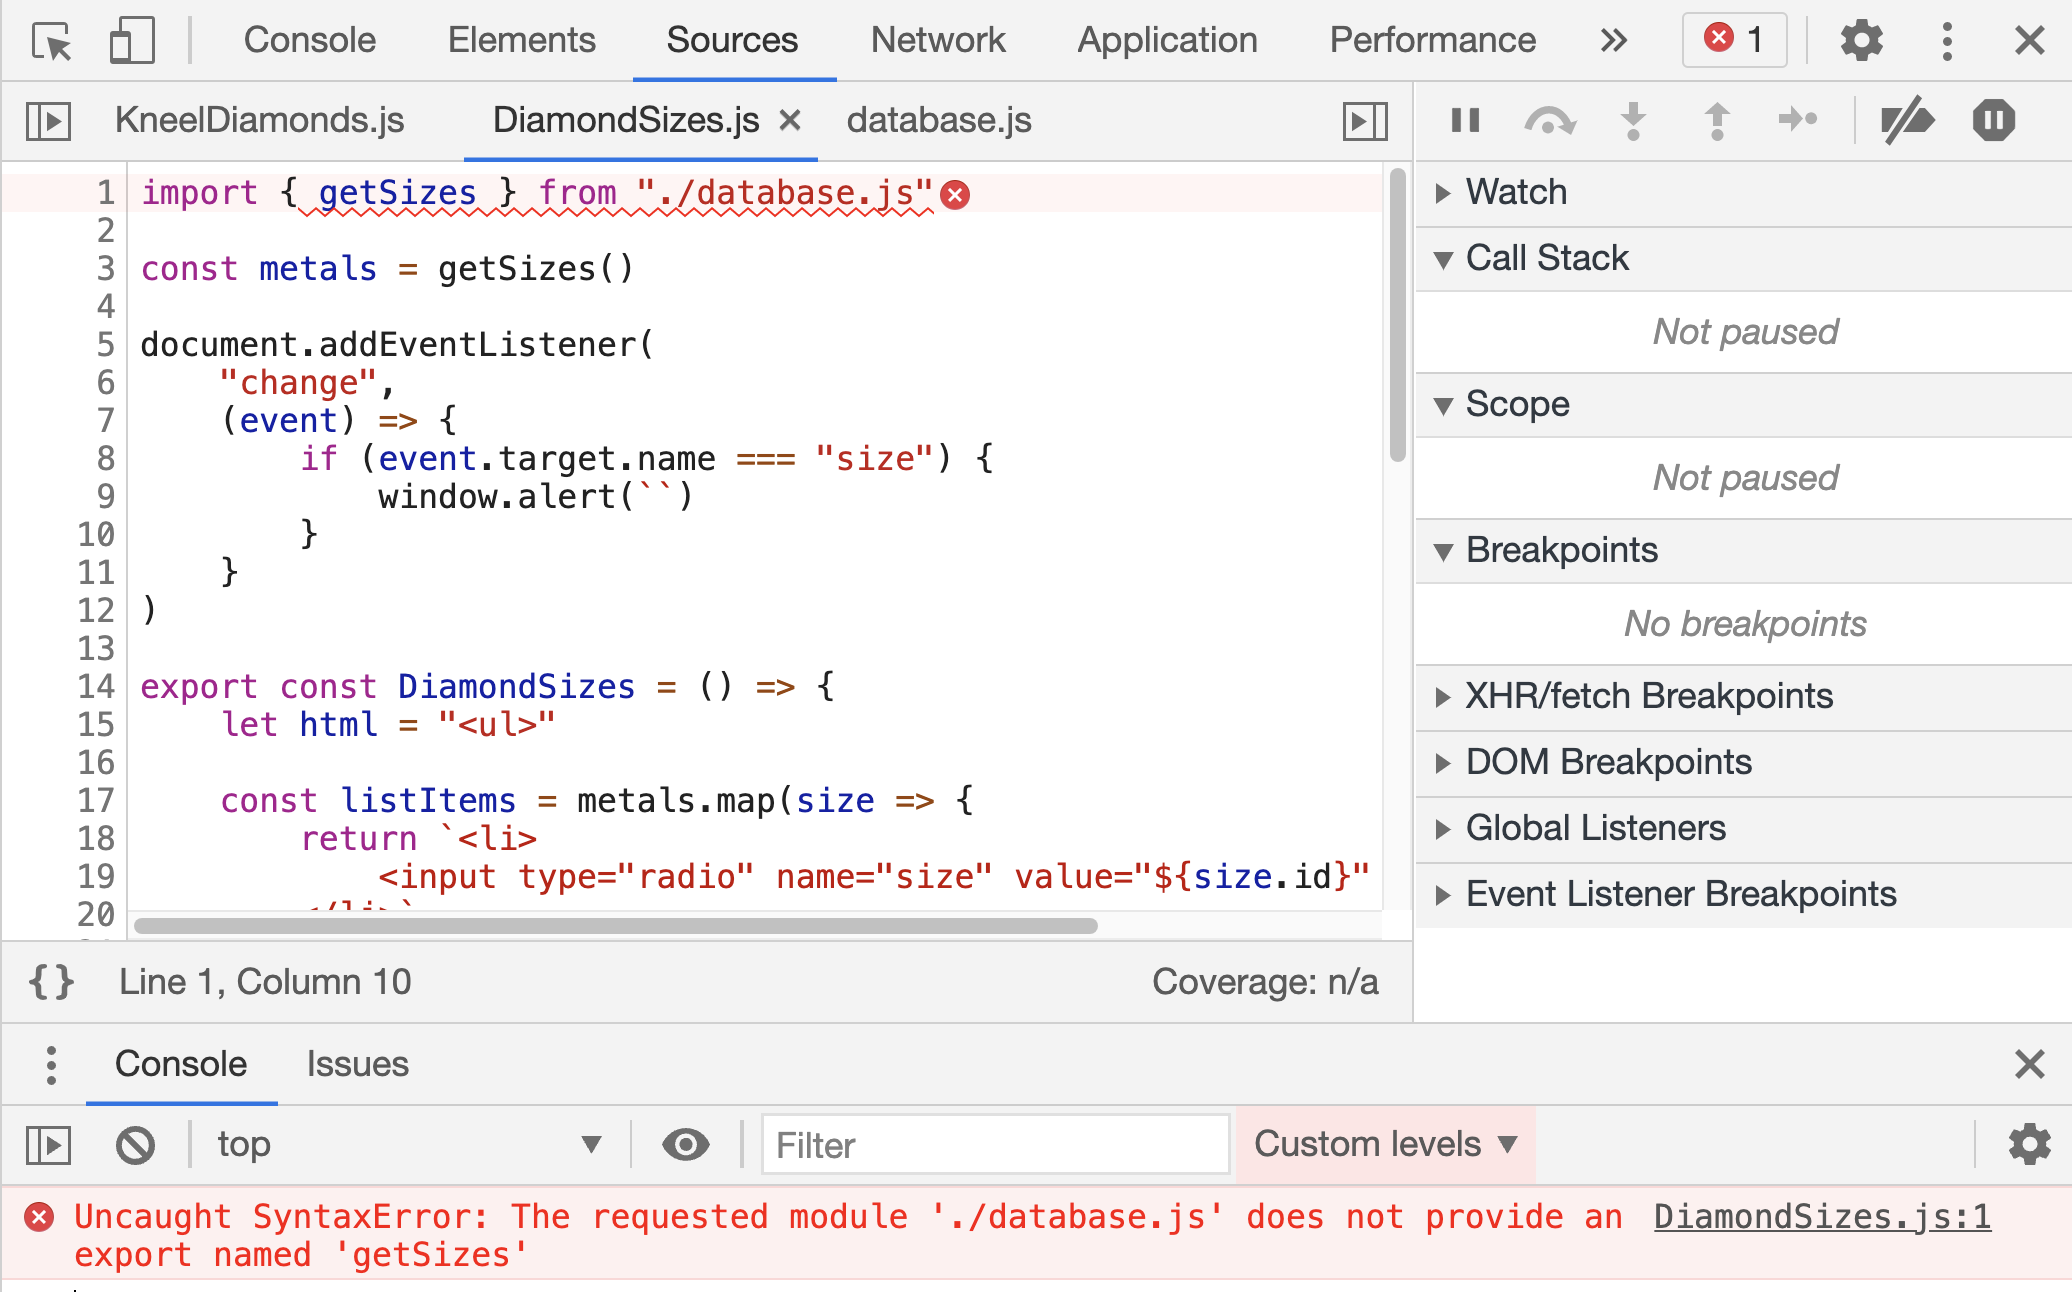 Console Elements Sources Network Application Performance » 1
KneelDiamonds.js DiamondSizes.js × database.js
1 import { getSizes } from "./database.js"
2
3 const metals = getSizes()
4
5 document.addEventListener(
6 "change",
7 (event) => {
8 if (event.target.name === "size") {
9 window.alert(``)
10 }
11 }
12 )
13
14 export const DiamondSizes = () => {
15 let html = "<ul>"
16
17 const listItems = metals.map(size => {
18 return `<li>
19 <input type="radio" name="size" value="${size.id}"
20
{} Line 1, Column 10 Coverage: n/a
Watch
Call Stack
Not paused
Scope
Not paused
Breakpoints
No breakpoints
XHR/fetch Breakpoints
DOM Breakpoints
Global Listeners
Event Listener Breakpoints
Console Issues
top Filter Custom levels
Uncaught SyntaxError: The requested module './database.js' does not provide an DiamondSizes.js:1
export named 'getSizes'